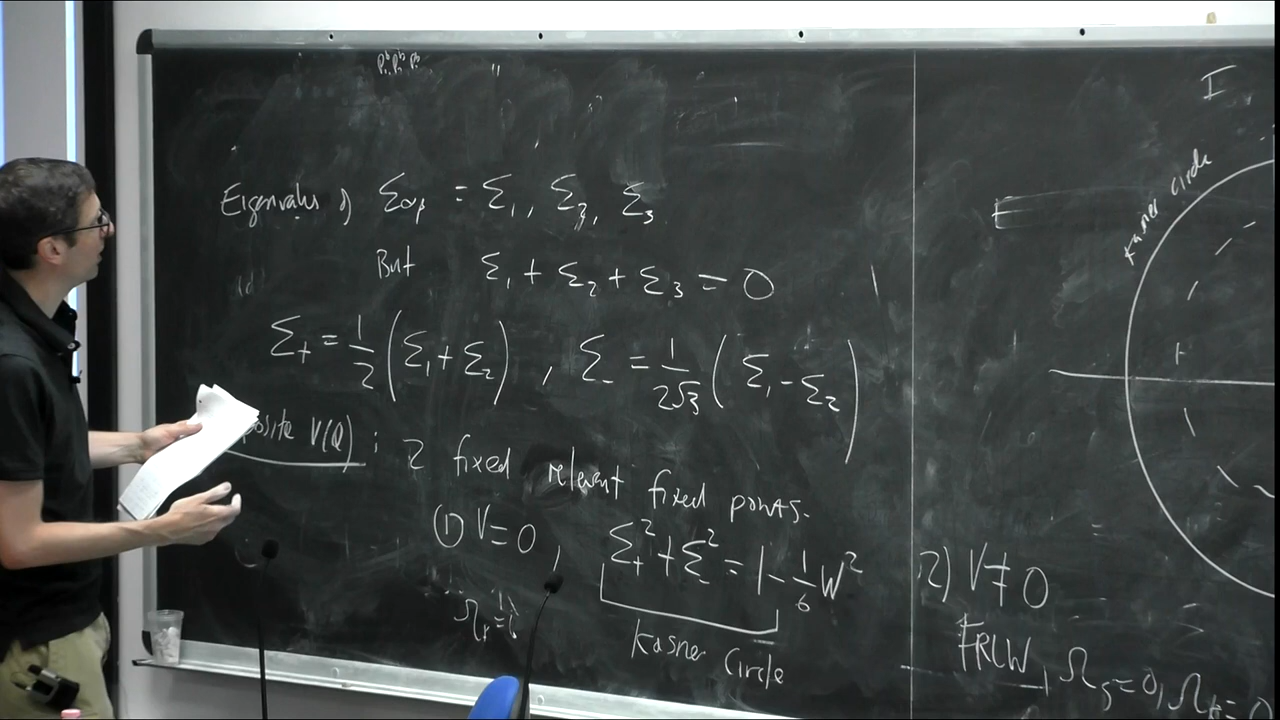 Eigenvalues of Σαβ = Σ₁, Σ₂, Σ₃
But Σ₁ + Σ₂ + Σ₃ = 0
Σ₊ = 1/2 (Σ₁ + Σ₂) , Σ₋ = 1/(2√3) (Σ₁ - Σ₂)
V(Q) : 2 fixed relevant fixed points.
(1) V = 0 , Σ₊² + Σ₋² = 1 - 1/6 W²
Kasner Circle
I
Kasner circle
2) V ≠ 0
FRLW , Ωₛ = 0, Ωₖ = 0